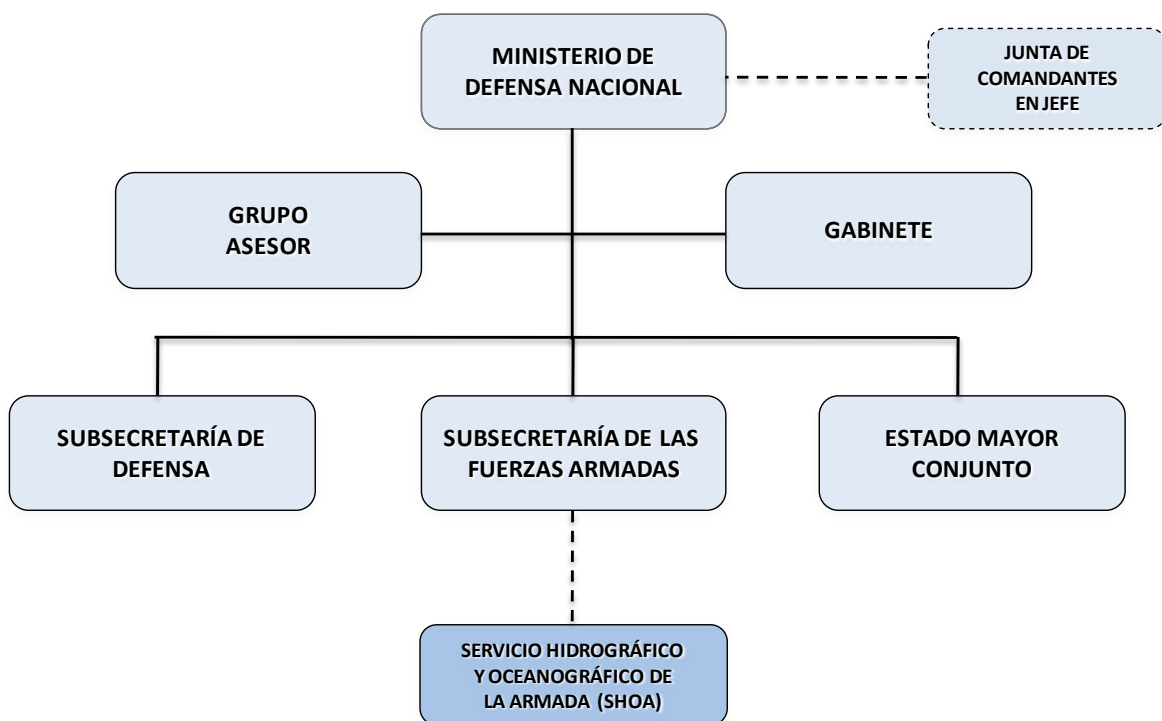 MINISTERIO DE
DEFENSA NACIONAL
JUNTA DE
COMANDANTES
EN JEFE
GRUPO
ASESOR
GABINETE
SUBSECRETARÍA DE
DEFENSA
SUBSECRETARÍA DE LAS
FUERZAS ARMADAS
ESTADO MAYOR
CONJUNTO
SERVICIO HIDROGRÁFICO
Y OCEANOGRÁFICO DE
LA ARMADA (SHOA)